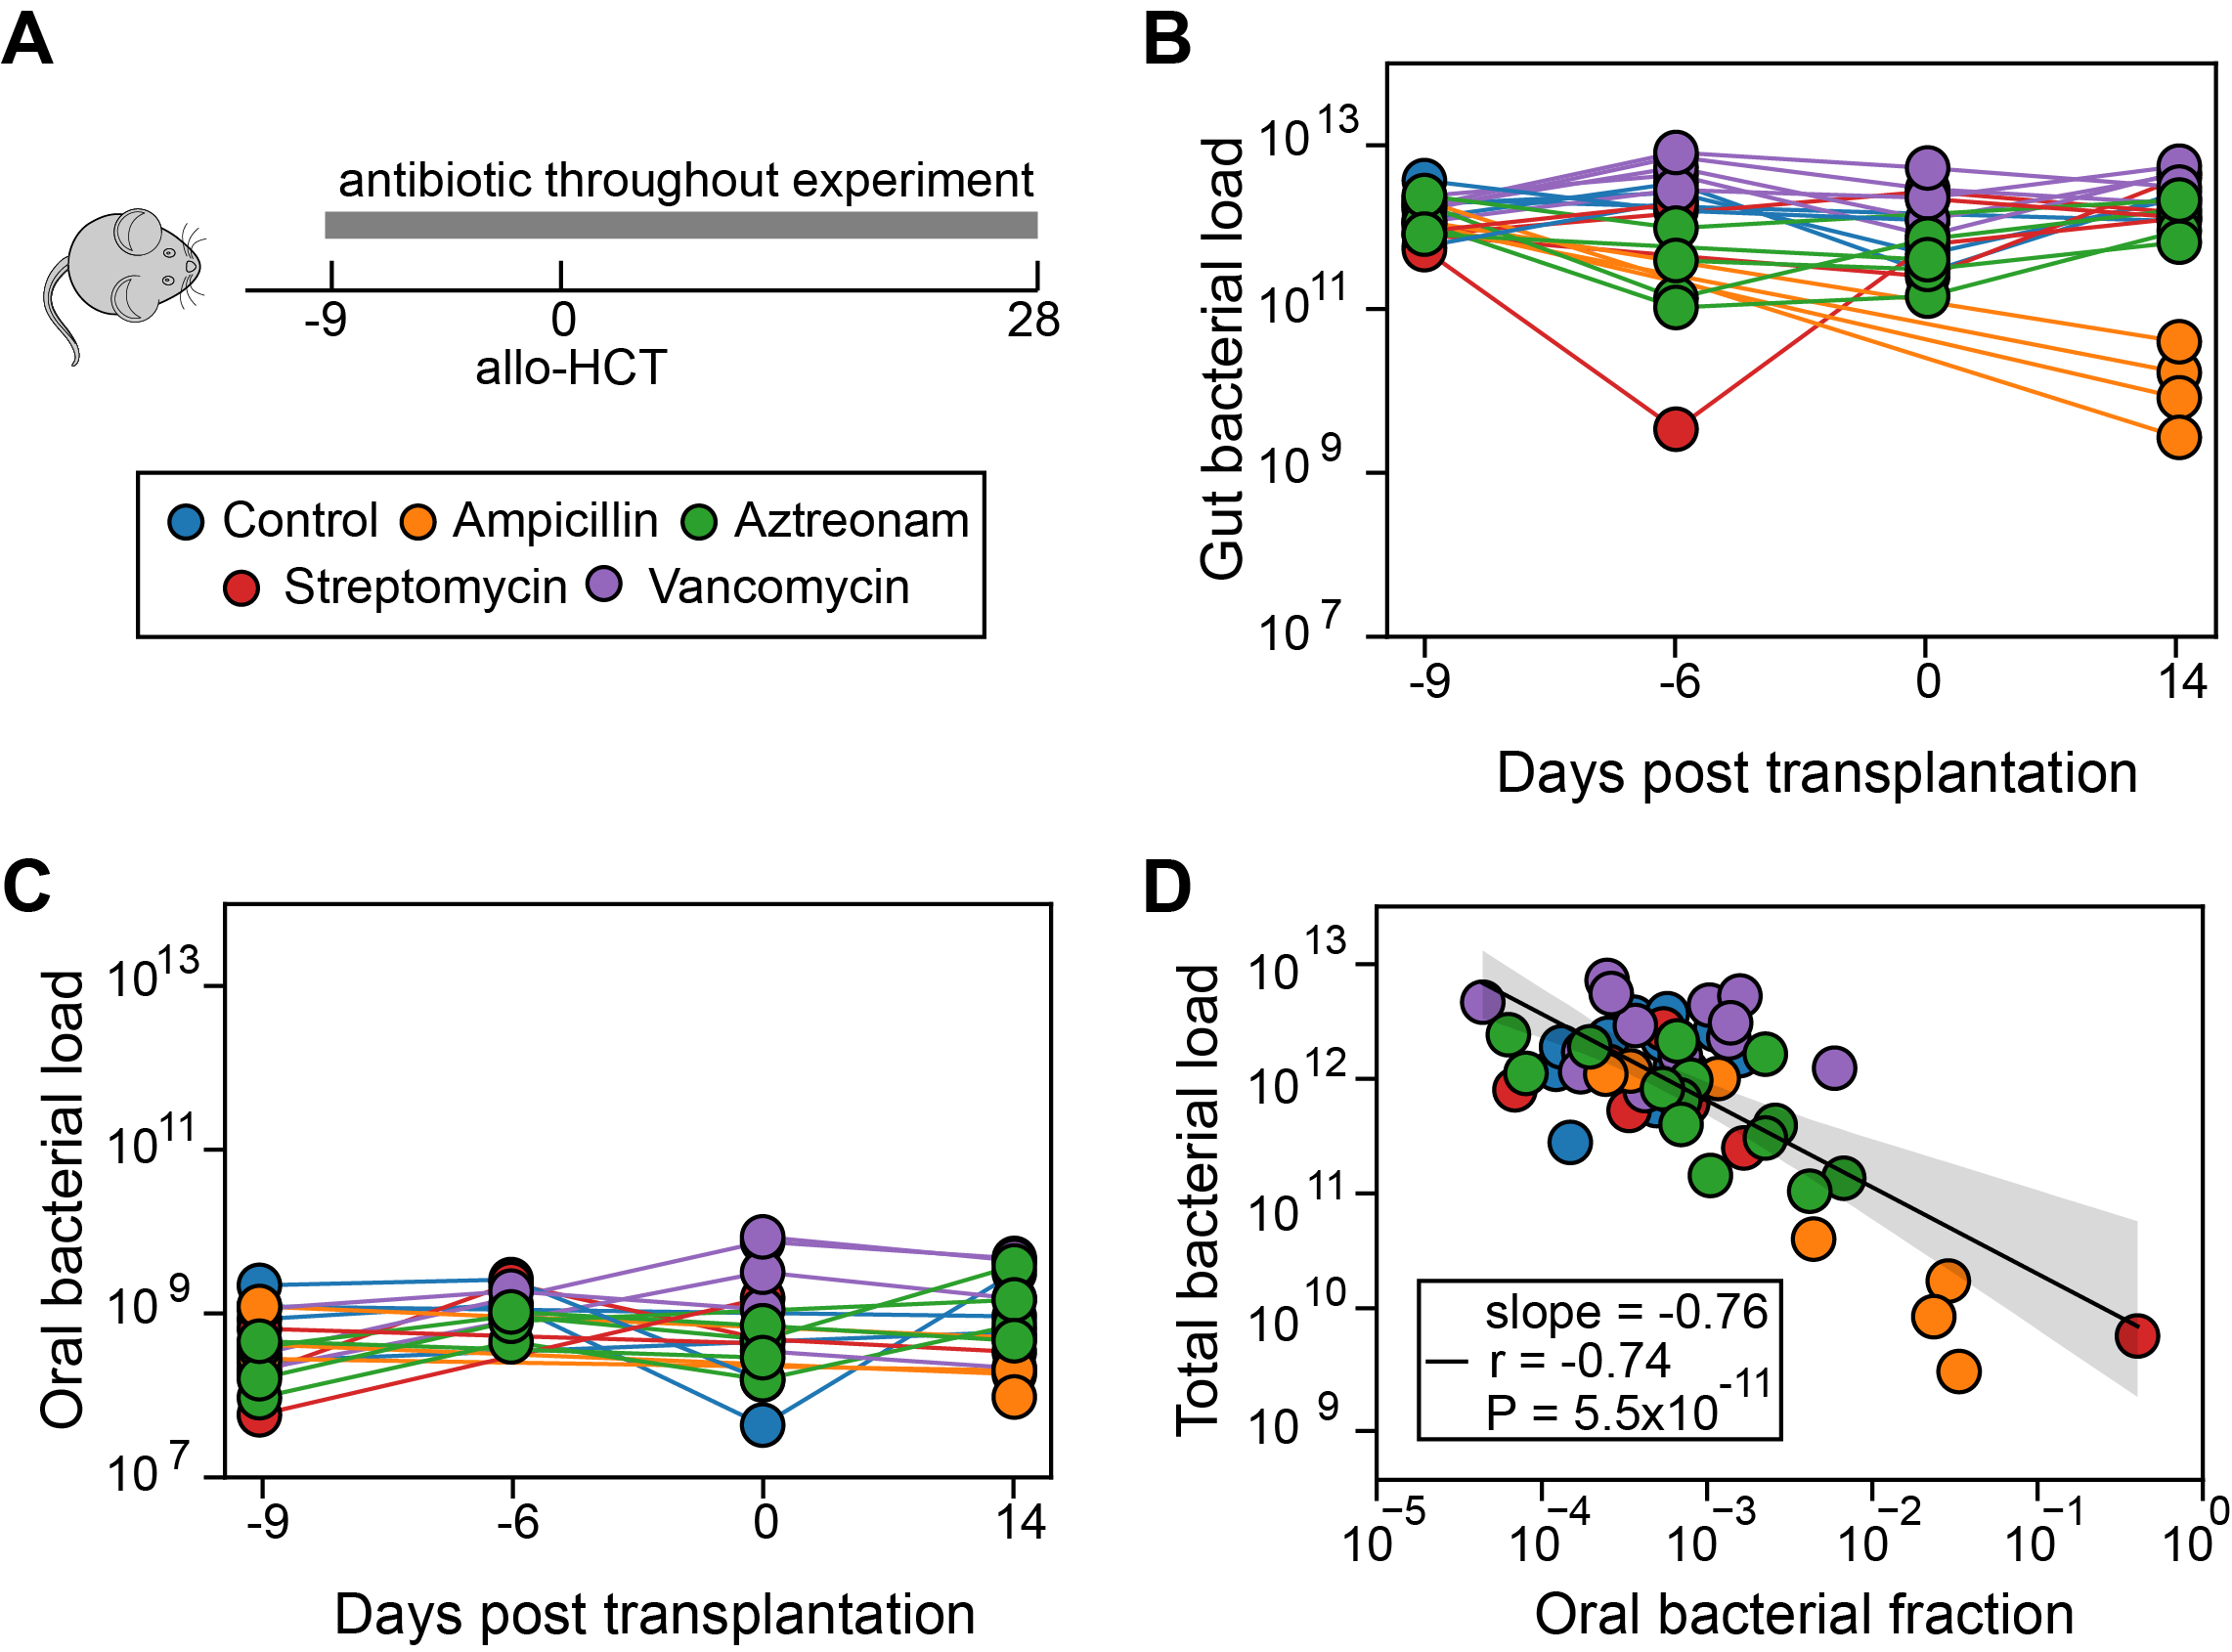 A
antibiotic throughout experiment
-9 0 28
allo-HCT
Control Ampicillin Aztreonam
Streptomycin Vancomycin
B
Gut bacterial load
10^13
10^11
10^9
10^7
-9 -6 0 14
Days post transplantation
C
Oral bacterial load
10^13
10^11
10^9
10^7
-9 -6 0 14
Days post transplantation
D
Total bacterial load
10^13
10^12
10^11
10^10
10^9
slope = -0.76
r = -0.74
P = 5.5x10^-11
10^−5 10^−4 10^−3 10^−2 10^−1 10^0
Oral bacterial fraction